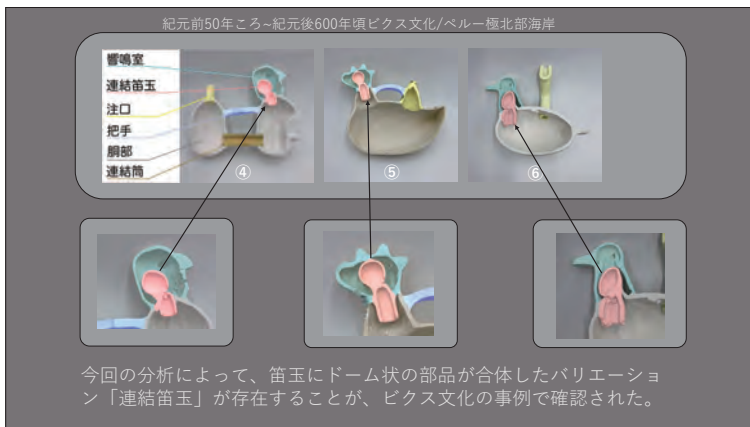 紀元前50年ころ~紀元後600年頃ビクス文化/ペルー極北部海岸
響鳴室
連結笛玉
注口
把手
胴部
連結筒
④
⑤
⑥
今回の分析によって、笛玉にドーム状の部品が合体したバリエーショ
ン「連結笛玉」が存在することが、ビクス文化の事例で確認された。